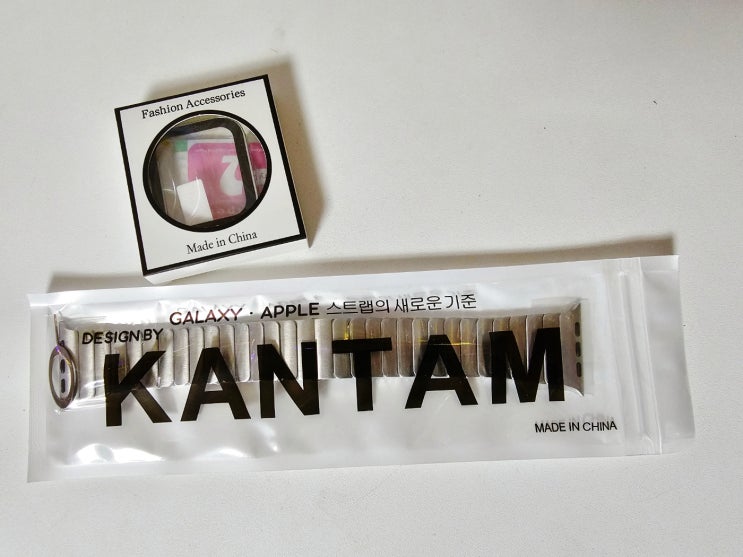 Fashion Accessories
2
Made in China
GALAXY · APPLE 스트랩의 새로운 기준
DESIGN BY
KANTAM
MADE IN CHINA